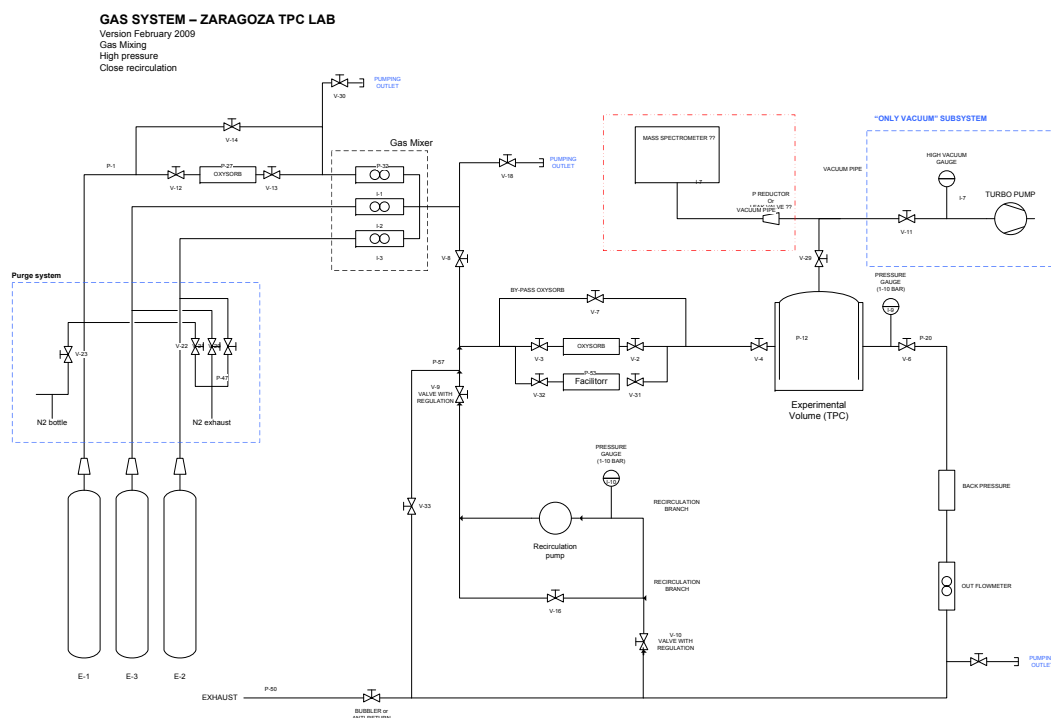 GAS SYSTEM – ZARAGOZA TPC LAB
Version February 2009
Gas Mixing
High pressure
Close recirculation
V-30
PUMPING
OUTLET
V-14
P-1
V-12
P-27
OXYSORB
V-13
Gas Mixer
P-32
I-1
I-2
I-3
V-18
PUMPING
OUTLET
V-8
MASS SPECTROMETER ??
I-7
P REDUCTOR
Or
VACUUM PIPE
VACUUM PIPE
"ONLY VACUUM" SUBSYSTEM
HIGH VACUUM
GAUGE
I-7
TURBO PUMP
V-11
V-29
PRESSURE
GAUGE
(1-10 BAR)
I-9
Purge system
V-23
V-22
P-47
N2 bottle
N2 exhaust
BY-PASS OXYSORB
V-7
V-3
OXYSORB
V-2
V-4
P-12
V-6
P-20
P-57
P-53
Facilitorr
V-32
V-31
V-9
VALVE WITH
REGULATION
Experimental
Volume (TPC)
PRESSURE
GAUGE
(1-10 BAR)
I-10
RECIRCULATION
BRANCH
BACK PRESSURE
V-33
Recirculation
pump
RECIRCULATION
BRANCH
OUT FLOWMETER
V-16
V-10
VALVE WITH
REGULATION
E-1
E-3
E-2
PUMPIN
OUTLET
EXHAUST
P-50
BUBBLER or
ANTI-RETURN